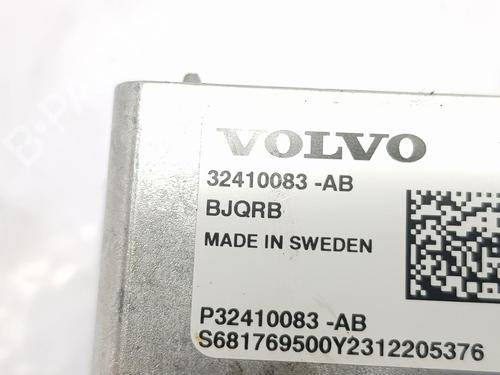 VOLVO
32410083 -AB
BJQRB
MADE IN SWEDEN
P32410083 -AB
S681769500Y2312205376